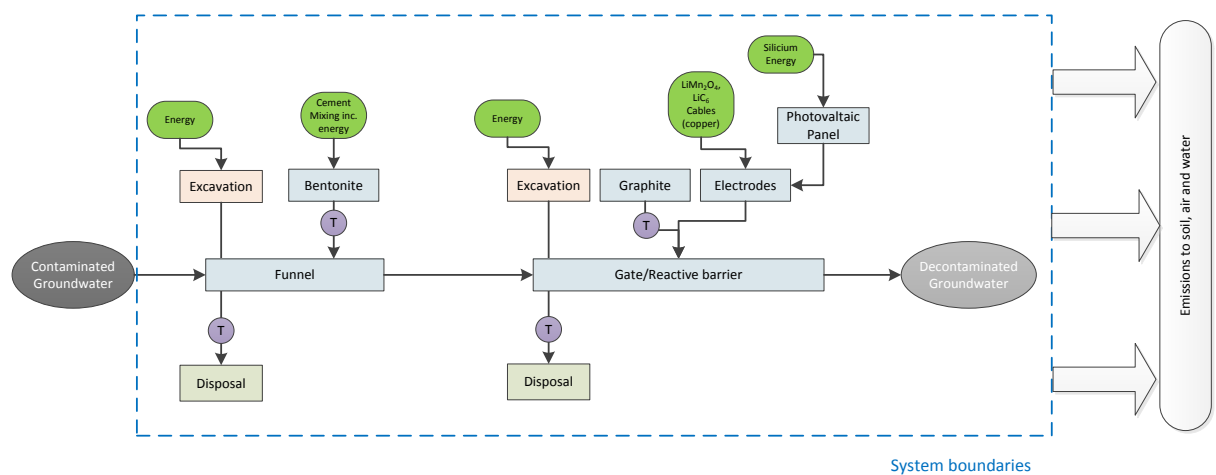 Silicium
Energy
LiMn₂O₄,
LiC₆
Cables
(copper)
Energy
Cement
Mixing inc.
energy
Energy
Photovaltaic
Panel
Excavation
Bentonite
Excavation
Graphite
Electrodes
T
T
Contaminated
Groundwater
Funnel
Gate/Reactive barrier
Decontaminated
Groundwater
T
T
Disposal
Disposal
Emissions to soil, air and water
System boundaries